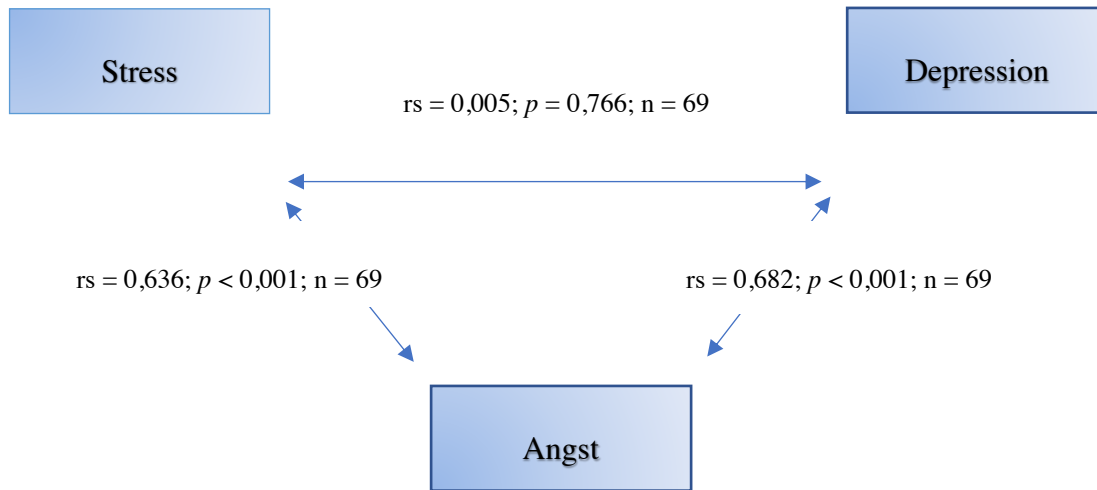 Stress
Depression
rs = 0,005; p = 0,766; n = 69
rs = 0,636; p < 0,001; n = 69
rs = 0,682; p < 0,001; n = 69
Angst